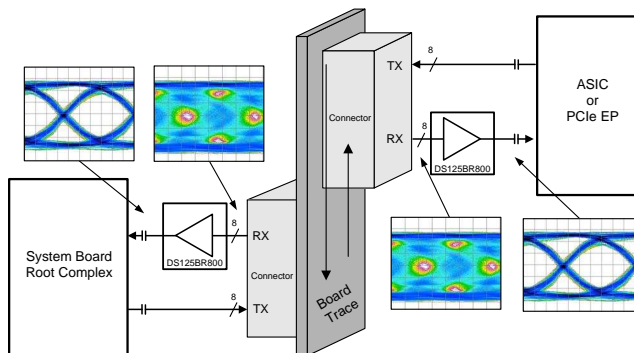 8
TX
ASIC
or
PCIe EP
Connector
RX
8
DS125BR800
System Board
Root Complex
8
RX
DS125BR800
Connector
8
TX
Board
Trace